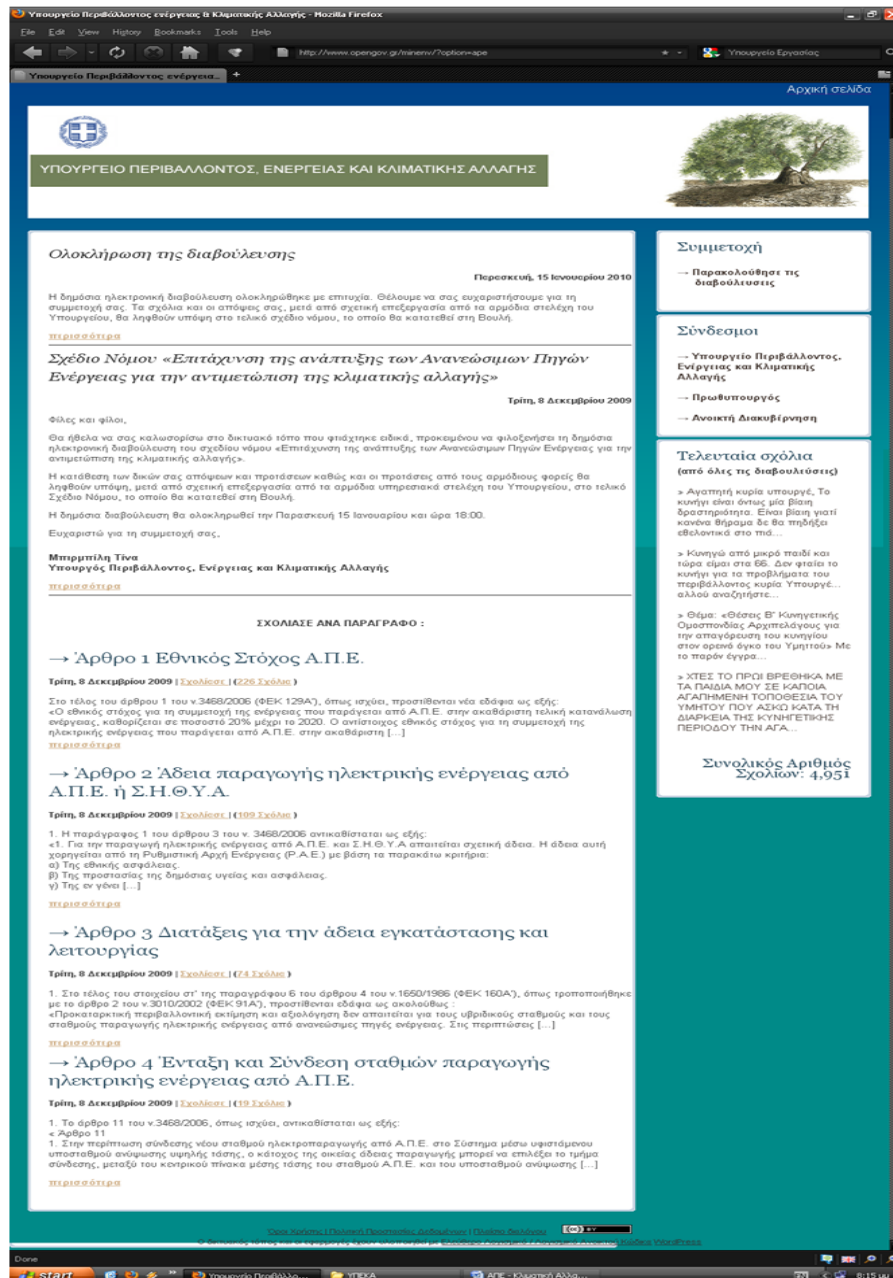 Υπουργείο Περιβάλλοντος ενέργειας & Κλιματικής Αλλαγής - Mozilla Firefox
File Edit View History Bookmarks Tools Help
http://www.opengov.gr/minenv/?option=ape
Υπουργείο Εργασίας
Υπουργείο Περιβάλλοντος ενέργεια...
Αρχική σελίδα
ΥΠΟΥΡΓΕΙΟ ΠΕΡΙΒΑΛΛΟΝΤΟΣ, ΕΝΕΡΓΕΙΑΣ ΚΑΙ ΚΛΙΜΑΤΙΚΗΣ ΑΛΛΑΓΗΣ
Ολοκλήρωση της διαβούλευσης
Παρασκευή, 15 Ιανουαρίου 2010
Η δημόσια ηλεκτρονική διαβούλευση ολοκληρώθηκε με επιτυχία. Θέλουμε να σας ευχαριστήσουμε για τη
συμμετοχή σας. Τα σχόλια και οι απόψεις σας, μετά από σχετική επεξεργασία από τα αρμόδια στελέχη του
Υπουργείου, θα ληφθούν υπόψη στο τελικό σχέδιο νόμου, το οποίο θα κατατεθεί στη Βουλή.
περισσότερα
Σχέδιο Νόμου «Επιτάχυνση της ανάπτυξης των Ανανεώσιμων Πηγών
Ενέργειας για την αντιμετώπιση της κλιματικής αλλαγής»
Τρίτη, 8 Δεκεμβρίου 2009
Φίλες και φίλοι,
Θα ήθελα να σας καλωσορίσω στο δικτυακό τόπο που φτιάχτηκε ειδικά, προκειμένου να φιλοξενήσει τη δημόσια
ηλεκτρονική διαβούλευση του σχεδίου νόμου «Επιτάχυνση της ανάπτυξης των Ανανεώσιμων Πηγών Ενέργειας για την
αντιμετώπιση της κλιματικής αλλαγής».
Η κατάθεση των δικών σας απόψεων και προτάσεων καθώς και οι προτάσεις από τους αρμόδιους φορείς θα
ληφθούν υπόψη, μετά από σχετική επεξεργασία από τα αρμόδια υπηρεσιακά στελέχη του Υπουργείου, στο τελικό
Σχέδιο Νόμου, το οποίο θα κατατεθεί στη Βουλή.
Η δημόσια διαβούλευση θα ολοκληρωθεί την Παρασκευή 15 Ιανουαρίου και ώρα 18:00.
Ευχαριστώ για τη συμμετοχή σας,
Μπιρμπίλη Τίνα
Υπουργός Περιβάλλοντος, Ενέργειας και Κλιματικής Αλλαγής
περισσότερα
ΣΧΟΛΙΑΣΕ ΑΝΑ ΠΑΡΑΓΡΑΦΟ :
→ Άρθρο 1 Εθνικός Στόχος Α.Π.Ε.
Τρίτη, 8 Δεκεμβρίου 2009 | Σχολίασε | (226 Σχόλια )
Στο τέλος του άρθρου 1 του ν.3468/2006 (ΦΕΚ 129Α'), όπως ισχύει, προστίθενται νέα εδάφια ως εξής:
«Ο εθνικός στόχος για τη συμμετοχή της ενέργειας που παράγεται από Α.Π.Ε. στην ακαθάριστη τελική κατανάλωση
ενέργειας, καθορίζεται σε ποσοστό 20% μέχρι το 2020. Ο αντίστοιχος εθνικός στόχος για τη συμμετοχή της
ηλεκτρικής ενέργειας που παράγεται από Α.Π.Ε. στην ακαθάριστη [...]
περισσότερα
→ Άρθρο 2 Άδεια παραγωγής ηλεκτρικής ενέργειας από
Α.Π.Ε. ή Σ.Η.Θ.Υ.Α.
Τρίτη, 8 Δεκεμβρίου 2009 | Σχολίασε | (109 Σχόλια )
1. Η παράγραφος 1 του άρθρου 3 του ν. 3468/2006 αντικαθίσταται ως εξής:
«1. Για την παραγωγή ηλεκτρικής ενέργειας από Α.Π.Ε. και Σ.Η.Θ.Υ.Α απαιτείται σχετική άδεια. Η άδεια αυτή
χορηγείται από τη Ρυθμιστική Αρχή Ενέργειας (Ρ.Α.Ε.) με βάση τα παρακάτω κριτήρια:
α) Της εθνικής ασφάλειας.
β) Της προστασίας της δημόσιας υγείας και ασφάλειας.
γ) Της εν γένει [...]
περισσότερα
→ Άρθρο 3 Διατάξεις για την άδεια εγκατάστασης και
λειτουργίας
Τρίτη, 8 Δεκεμβρίου 2009 | Σχολίασε | (74 Σχόλια )
1. Στο τέλος του στοιχείου στ' της παραγράφου 6 του άρθρου 4 του ν.1650/1986 (ΦΕΚ 160Α'), όπως τροποποιήθηκε
με το άρθρο 2 του ν.3010/2002 (ΦΕΚ 91Α'), προστίθενται εδάφια ως ακολούθως :
«Προκαταρκτική περιβαλλοντική εκτίμηση και αξιολόγηση δεν απαιτείται για τους υβριδικούς σταθμούς και τους
σταθμούς παραγωγής ηλεκτρικής ενέργειας από ανανεώσιμες πηγές ενέργειας. Στις περιπτώσεις [...]
περισσότερα
→ Άρθρο 4 Ένταξη και Σύνδεση σταθμών παραγωγής
ηλεκτρικής ενέργειας από Α.Π.Ε.
Τρίτη, 8 Δεκεμβρίου 2009 | Σχολίασε | (19 Σχόλια )
1. Το άρθρο 11 του ν.3468/2006, όπως ισχύει, αντικαθίσταται ως εξής:
« Άρθρο 11
1. Στην περίπτωση σύνδεσης νέου σταθμού ηλεκτροπαραγωγής από Α.Π.Ε. στο Σύστημα μέσω υφιστάμενου
υποσταθμού ανύψωσης υψηλής τάσης, ο κάτοχος της οικείας άδειας παραγωγής μπορεί να επιλέξει το τμήμα
σύνδεσης, μεταξύ του κεντρικού πίνακα μέσης τάσης του σταθμού Α.Π.Ε. και του υποσταθμού ανύψωσης [...]
περισσότερα
Συμμετοχή
→ Παρακολούθησε τις
διαβούλευσεις
Σύνδεσμοι
→ Υπουργείο Περιβάλλοντος,
Ενέργειας και Κλιματικής
Αλλαγής
→ Πρωθυπουργός
→ Ανοικτή Διακυβέρνηση
Τελευταία σχόλια
(από όλες τις διαβουλεύσεις)
» Αγαπητή κυρία υπουργέ, Το
κυνήγι είναι όντως μία βίαιη
δραστηριότητα. Είναι βίαιη γιατί
κανένα θήραμα δε θα πηδήξει
εθελοντικά στο πιά...
» Κυνηγώ από μικρό παιδί και
τώρα είμαι στα 66. Δεν φταίει το
κυνήγι για τα προβλήματα του
περιβάλλοντος κυρία Υπουργέ...
αλλού αναζητήστε...
» Θέμα: «Θέσεις Β' Κυνηγετικής
Ομοσπονδίας Αρχιπελάγους για
την απαγόρευση του κυνηγίου
στον ορεινό όγκο του Υμηττού» Με
το παρόν έγγρα...
» ΧΤΕΣ ΤΟ ΠΡΩΙ ΒΡΕΘΗΚΑ ΜΕ
ΤΑ ΠΑΙΔΙΑ ΜΟΥ ΣΕ ΚΑΠΟΙΑ
ΑΓΑΠΗΜΕΝΗ ΤΟΠΟΘΕΣΙΑ ΤΟΥ
ΥΜΗΤΟΥ ΠΟΥ ΑΣΚΩ ΚΑΤΑ ΤΗ
ΔΙΑΡΚΕΙΑ ΤΗΣ ΚΥΝΗΓΕΤΙΚΗΣ
ΠΕΡΙΟΔΟΥ ΤΗΝ ΑΓΑ...
Συνολικός Αριθμός
Σχολίων: 4,951
Όροι Χρήσης | Πολιτική Προστασίας Δεδομένων | Πλαίσιο διαλόγου
Ο δικτυακός τόπος και οι εφαρμογές έχουν υλοποιηθεί με Ελεύθερο Λογισμικό / Λογισμικό Ανοικτού Κώδικα WordPress
Done
start
Υπουργείο Περιβάλλο...
ΥΠΕΚΑ
ΑΠΕ - Κλιματική Αλλα...
EN
8:15